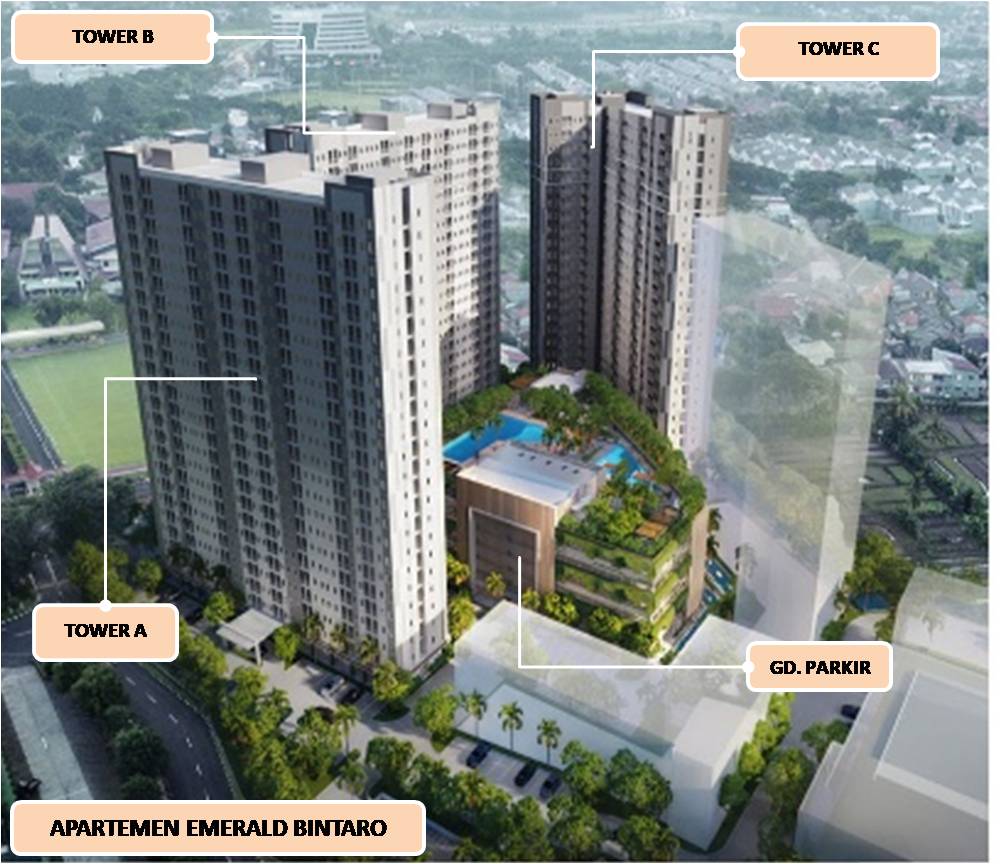 TOWER B
TOWER C
TOWER A
GD. PARKIR
APARTEMEN EMERALD BINTARO